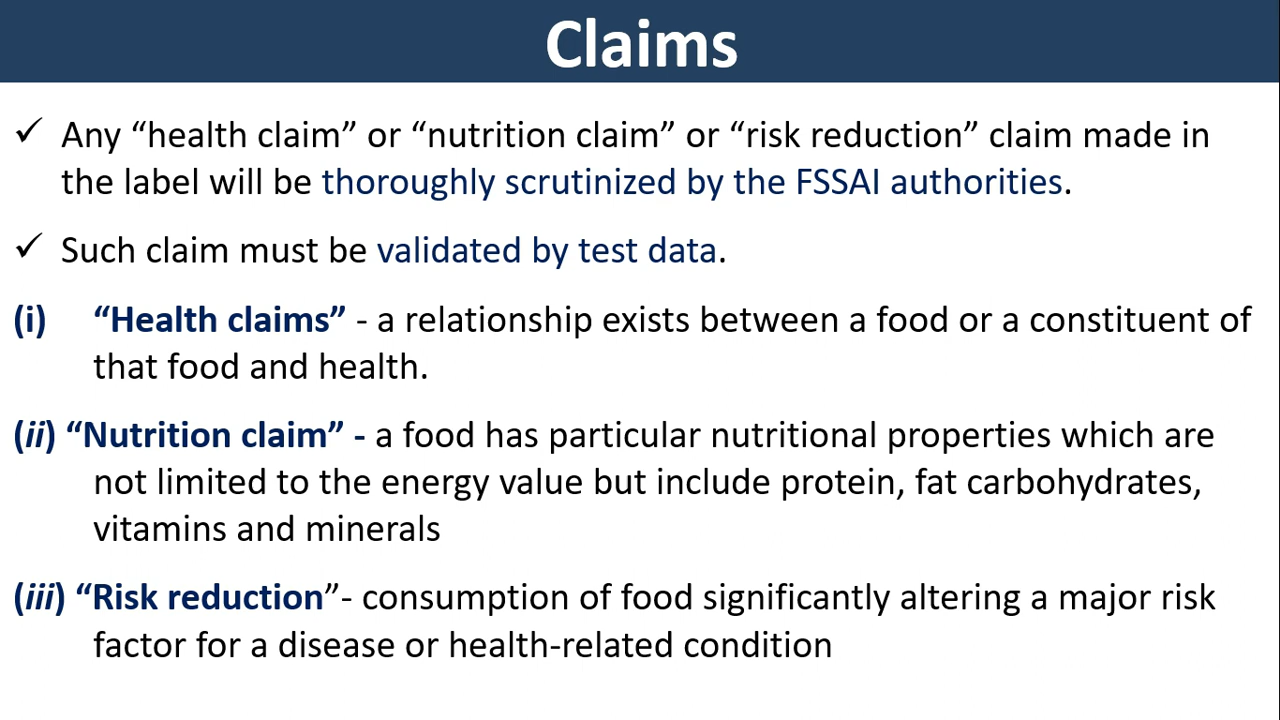 Claims
✓ Any “health claim” or “nutrition claim” or “risk reduction” claim made in
the label will be thoroughly scrutinized by the FSSAI authorities.
✓ Such claim must be validated by test data.
(i) “Health claims” - a relationship exists between a food or a constituent of
that food and health.
(ii) “Nutrition claim” - a food has particular nutritional properties which are
not limited to the energy value but include protein, fat carbohydrates,
vitamins and minerals
(iii) “Risk reduction”- consumption of food significantly altering a major risk
factor for a disease or health-related condition